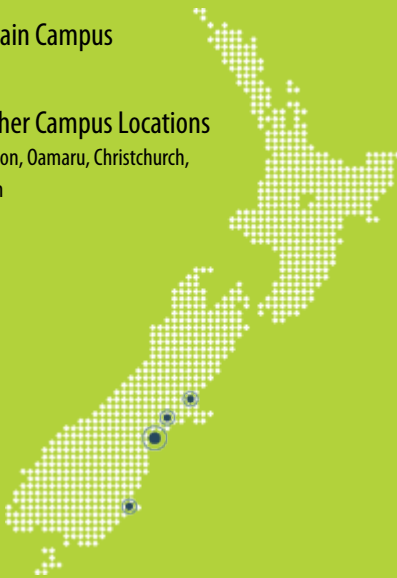 ain Campus
her Campus Locations
on, Oamaru, Christchurch,
n